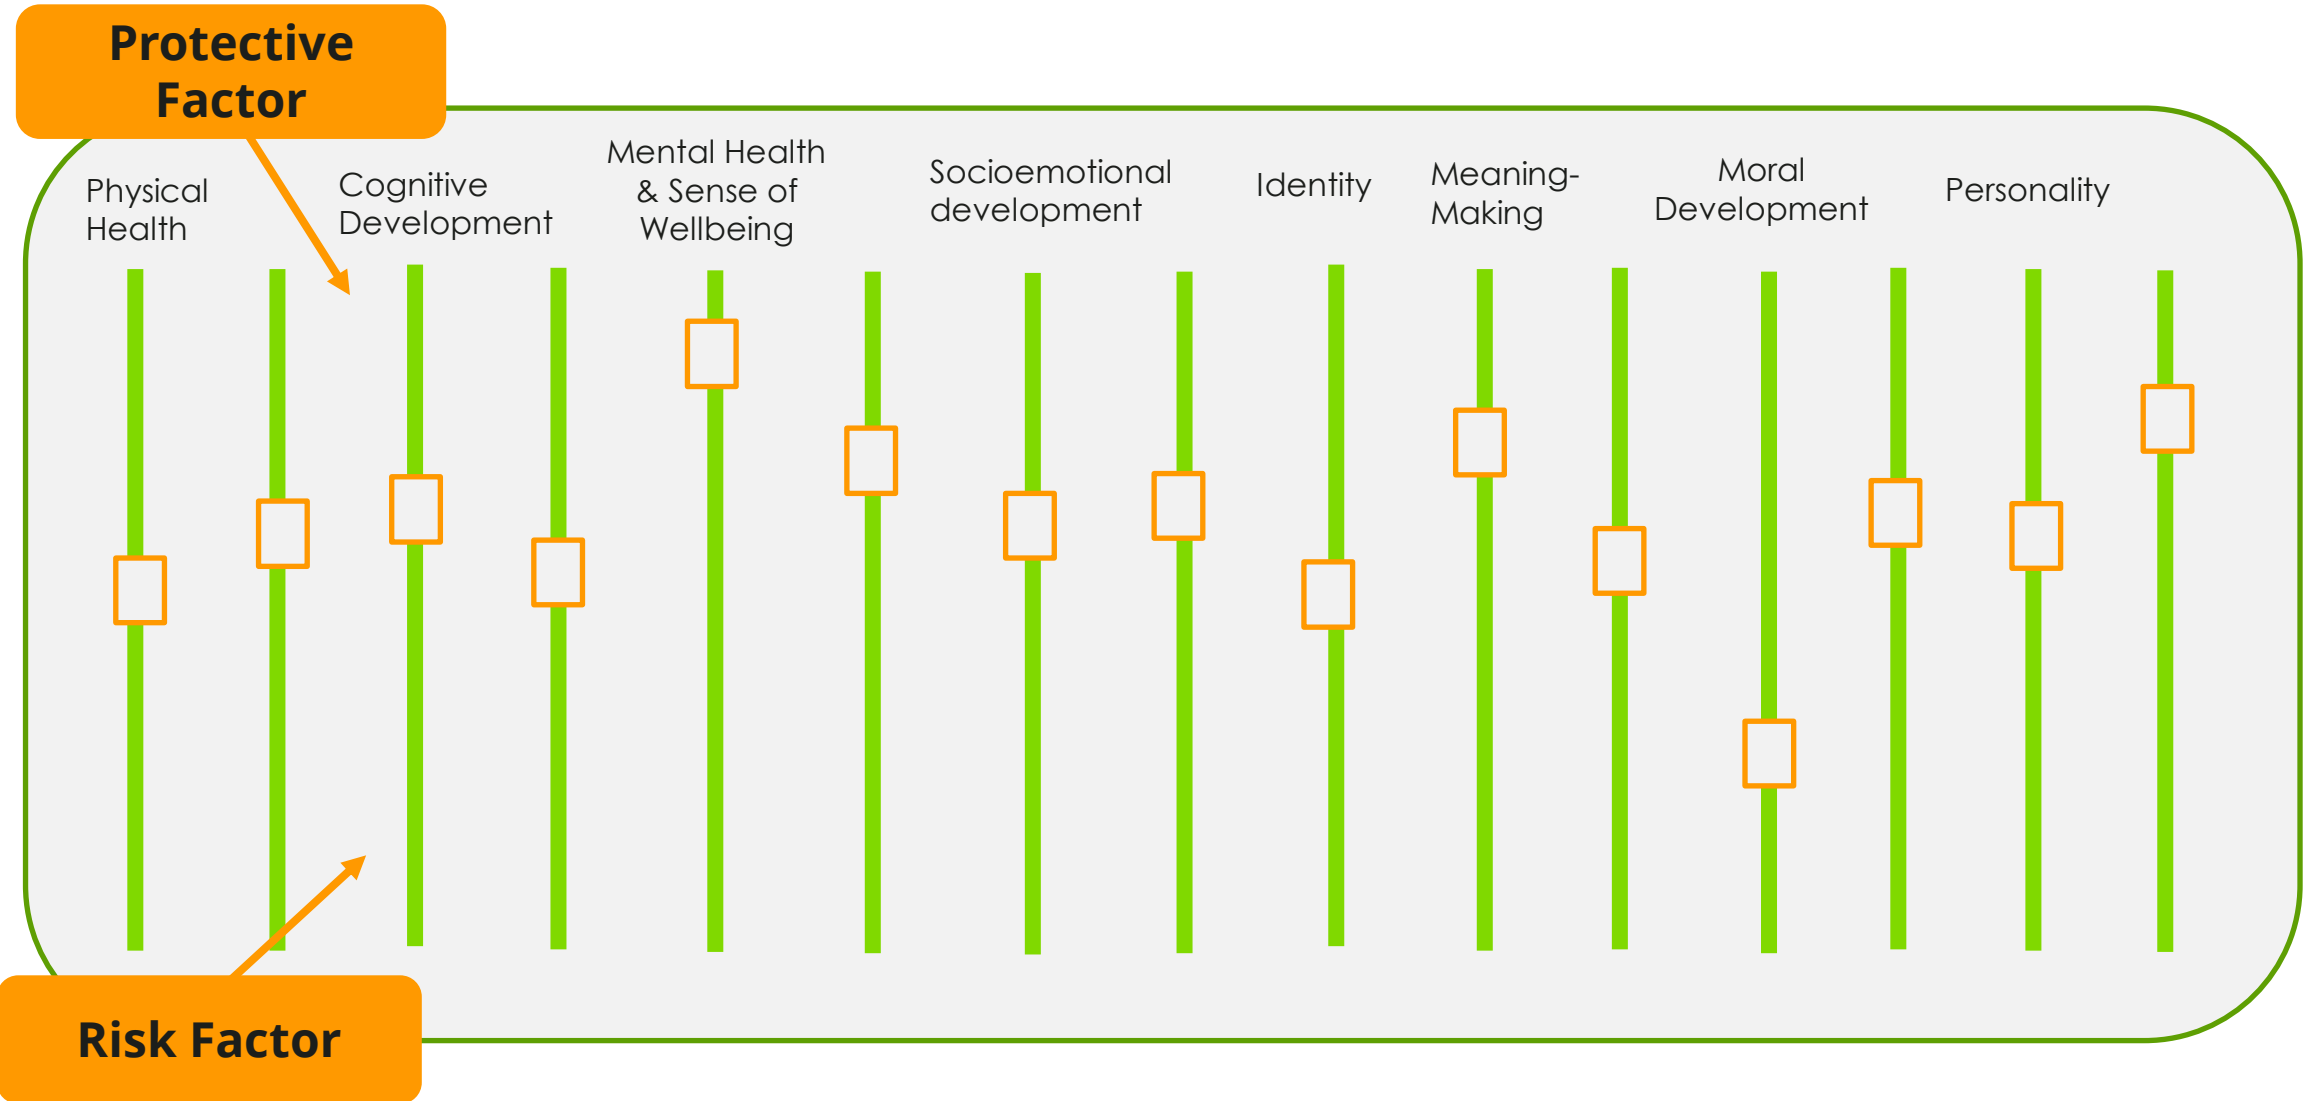 Protective
Factor
Physical
Health
Cognitive
Development
Mental Health
& Sense of
Wellbeing
Socioemotional
development
Identity
Meaning-
Making
Moral
Development
Personality
Risk Factor